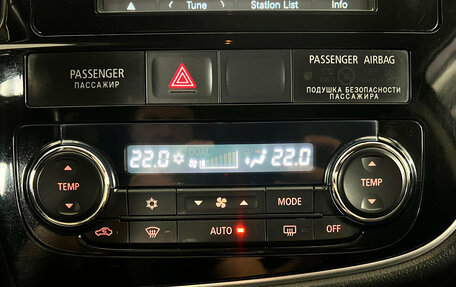 Tune
Station List
Info
PASSENGER
ПАССАЖИР
PASSENGER AIRBAG
ПОДУШКА БЕЗОПАСНОСТИ
ПАССАЖИРА
22.0
DUAL
22.0
TEMP
TEMP
MODE
AUTO
OFF